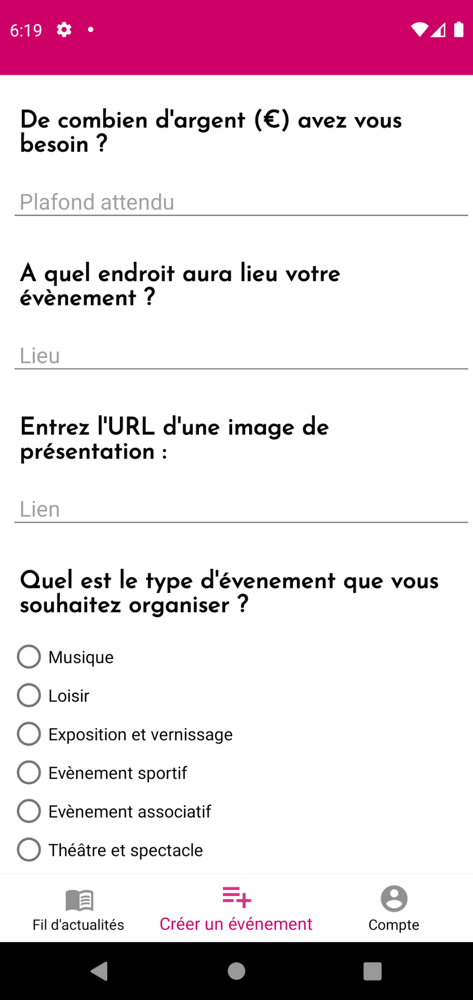 6:19
De combien d'argent (€) avez vous
besoin ?
Plafond attendu
A quel endroit aura lieu votre
évènement ?
Lieu
Entrez l'URL d'une image de
présentation :
Lien
Quel est le type d'évenement que vous
souhaitez organiser ?
Musique
Loisir
Exposition et vernissage
Evènement sportif
Evènement associatif
Théâtre et spectacle
Fil d'actualités
Créer un événement
Compte